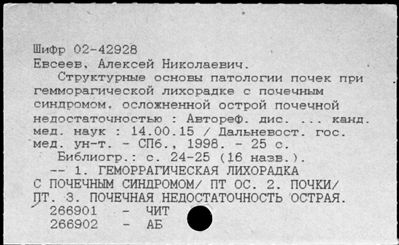 Шифр 02-42928
Евсеев, Алексей Николаевич.
Структурные основы патологии почек при
гемморагической лихорадке с почечным
синдромом, осложненной острой почечной
недостаточностью : Автореф. дис. ... канд.
мед. наук : 14.00.15 / Дальневост. гос.
мед. ун-т. - СПб., 1998. - 25 с.
Библиогр.: с. 24-25 (16 назв.).
-- 1. ГЕМОРРАГИЧЕСКАЯ ЛИХОРАДКА
С ПОЧЕЧНЫМ СИНДРОМОМ/ ПТ ОС. 2. ПОЧКИ/
ПТ. 3. ПОЧЕЧНАЯ НЕДОСТАТОЧНОСТЬ ОСТРАЯ.
266901 - ЧИТ
266902 - АБ